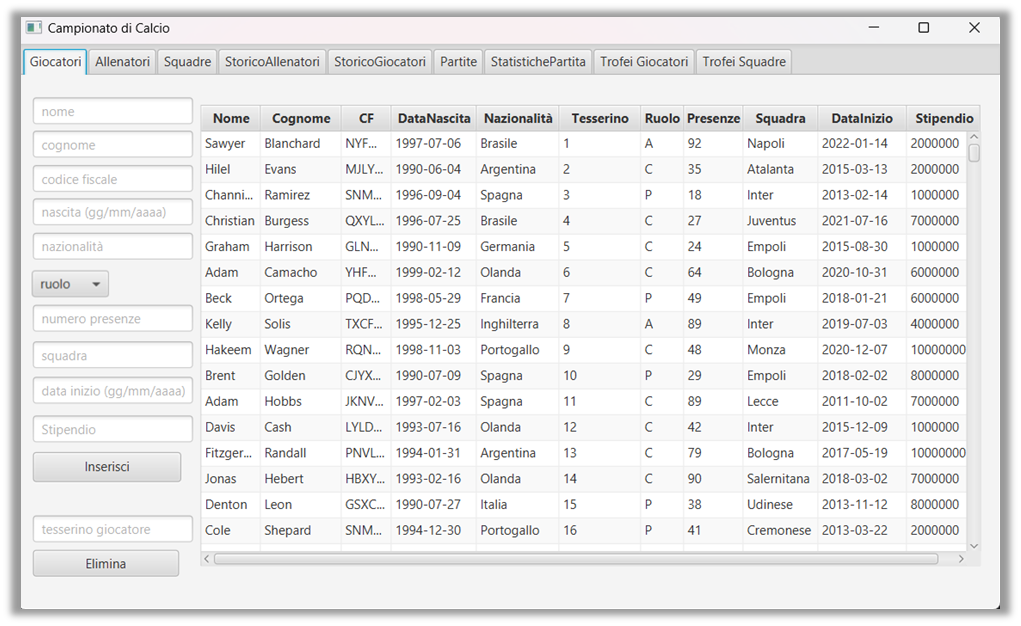 Campionato di Calcio
Giocatori Allenatori Squadre StoricoAllenatori StoricoGiocatori Partite StatistichePartita Trofei Giocatori Trofei Squadre
nome
cognome
codice fiscale
nascita (gg/mm/aaaa)
nazionalità
ruolo
numero presenze
squadra
data inizio (gg/mm/aaaa)
Stipendio
Inserisci
tesserino giocatore
Elimina
Nome Cognome CF DataNascita Nazionalità Tesserino Ruolo Presenze Squadra DataInizio Stipendio
Sawyer Blanchard NYF... 1997-07-06 Brasile 1 A 92 Napoli 2022-01-14 2000000
Hilel Evans MJLY... 1990-06-04 Argentina 2 C 35 Atalanta 2015-03-13 2000000
Channi... Ramirez SNM... 1996-09-04 Spagna 3 P 18 Inter 2013-02-14 1000000
Christian Burgess QXYL... 1996-07-25 Brasile 4 C 27 Juventus 2021-07-16 7000000
Graham Harrison GLN... 1990-11-09 Germania 5 C 24 Empoli 2015-08-30 1000000
Adam Camacho YHF... 1999-02-12 Olanda 6 C 64 Bologna 2020-10-31 6000000
Beck Ortega PQD... 1998-05-29 Francia 7 P 49 Empoli 2018-01-21 6000000
Kelly Solis TXCF... 1995-12-25 Inghilterra 8 A 89 Inter 2019-07-03 4000000
Hakeem Wagner RQN... 1998-11-03 Portogallo 9 C 48 Monza 2020-12-07 10000000
Brent Golden CJYX... 1990-07-09 Spagna 10 P 29 Empoli 2018-02-02 8000000
Adam Hobbs JKNV... 1997-02-03 Spagna 11 C 89 Lecce 2011-10-02 7000000
Davis Cash LYLD... 1993-07-16 Olanda 12 C 42 Inter 2015-12-09 1000000
Fitzger... Randall PNVL... 1994-01-31 Argentina 13 C 79 Bologna 2017-05-19 10000000
Jonas Hebert HBXY... 1993-02-16 Olanda 14 C 90 Salernitana 2018-03-02 7000000
Denton Leon GSXC... 1990-07-27 Italia 15 P 38 Udinese 2013-11-12 8000000
Cole Shepard SNM... 1994-12-30 Portogallo 16 P 41 Cremonese 2013-03-22 2000000